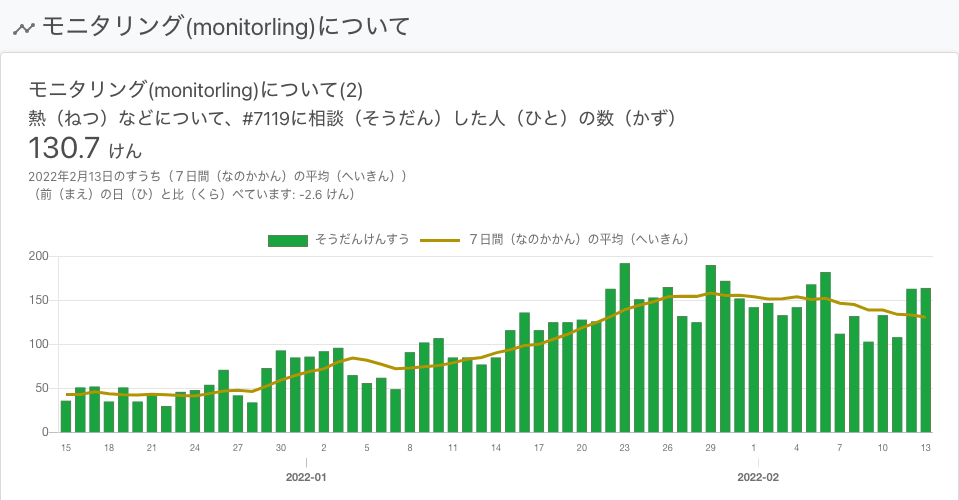 モニタリング(monitorling)について
モニタリング(monitorling)について(2)
熱（ねつ）などについて、#7119に相談（そうだん）した人（ひと）の数（かず）
130.7 けん
2022年2月13日のすうち（７日間（なのかかん）の平均（へいきん））
（前（まえ）の日（ひ）と比（くら）べています: -2.6 けん）
そうだんけんすう ７日間（なのかかん）の平均（へいきん）
200
150
100
50
0
15 18 21 24 27 30 2 5 8 11 14 17 20 23 26 29 1 4 7 10 13
2022-01 2022-02